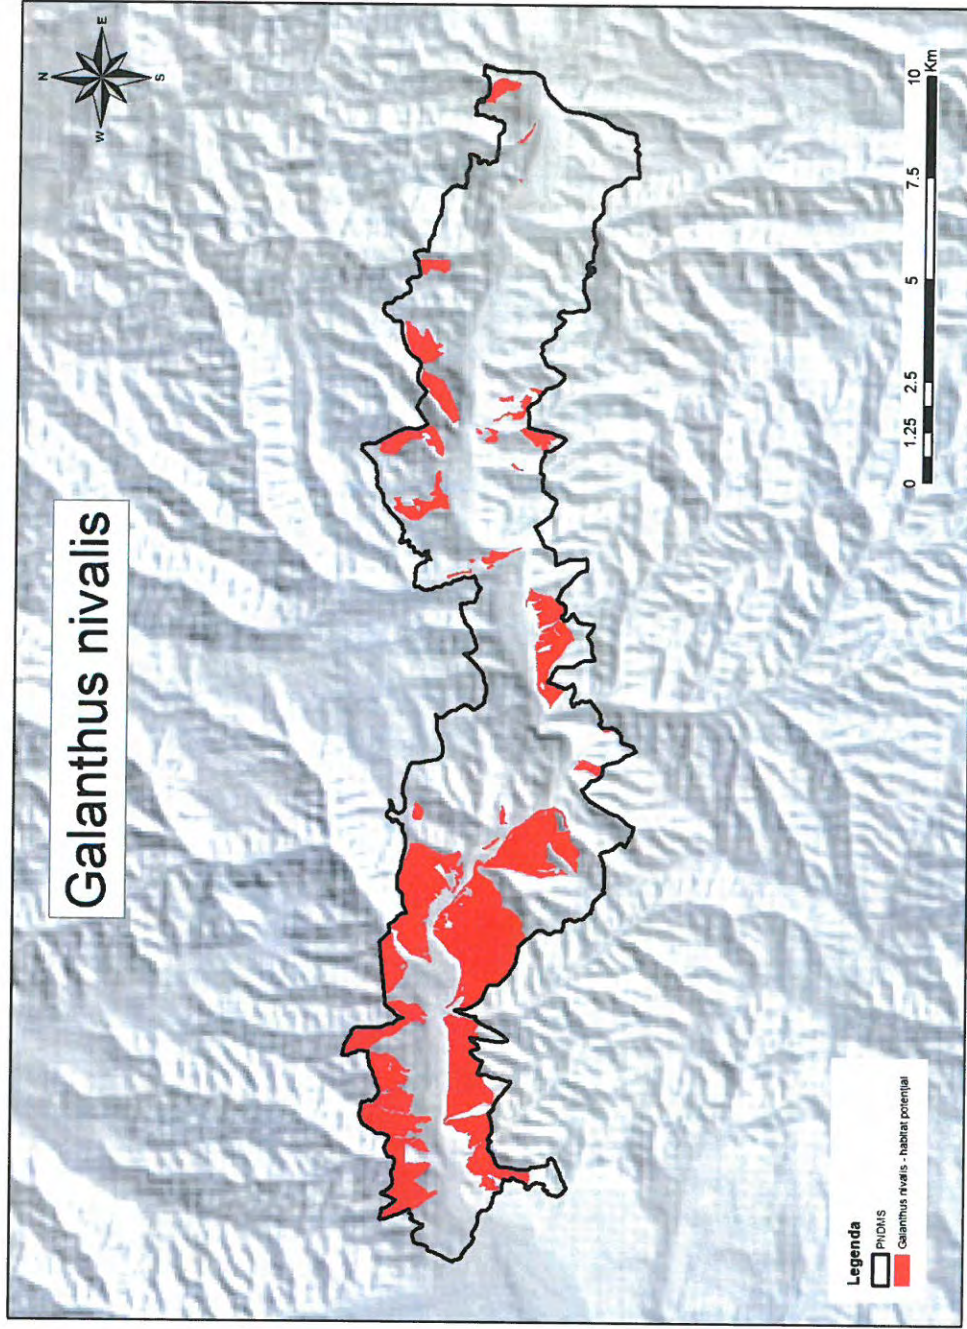 Galanthus nivalis
N
W
E
S
0 1.25 2.5 5 7.5 10
Km
Legenda
PNDMS
Galanthus nivalis - habitat potențial